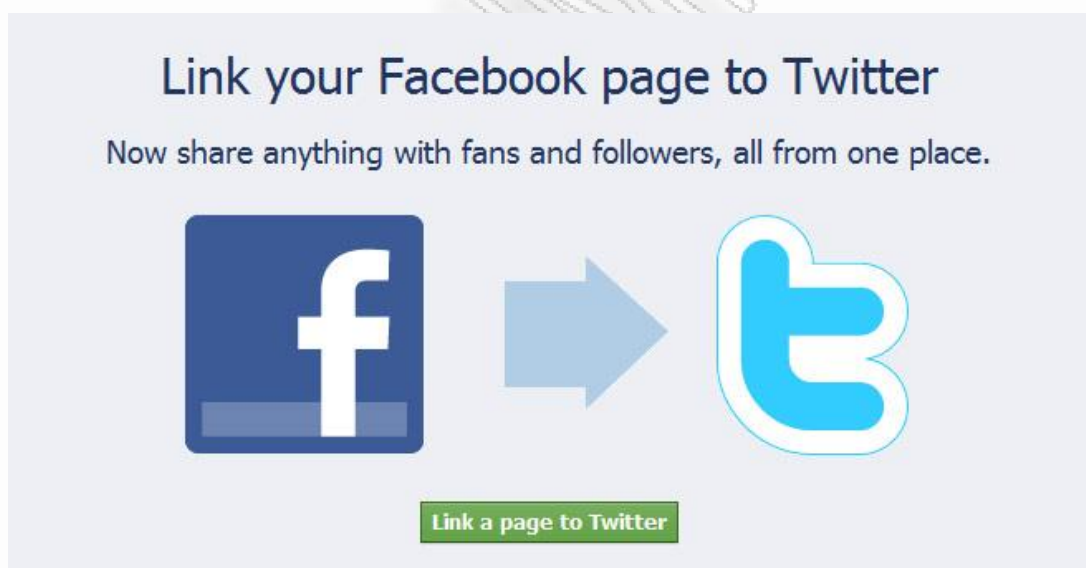 Link your Facebook page to Twitter
Now share anything with fans and followers, all from one place.
f
t
Link a page to Twitter